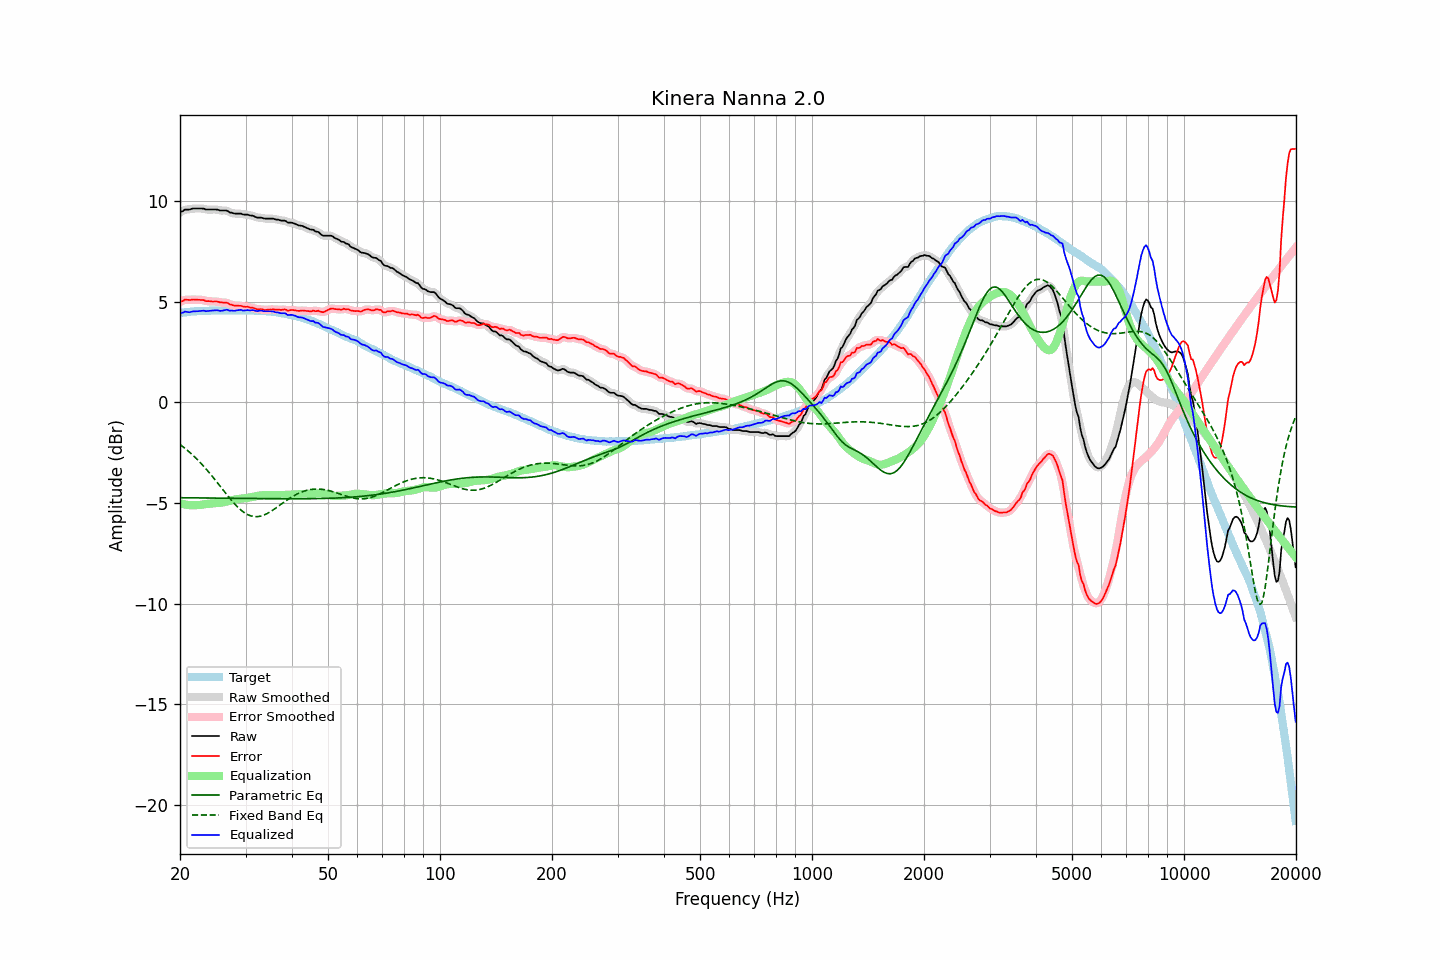 Kinera Nanna 2.0
Amplitude (dBr)
10
5
0
−5
−10
−15
−20
Target
Raw Smoothed
Error Smoothed
Raw
Error
Equalization
Parametric Eq
Fixed Band Eq
Equalized
20 50 100 200 500 1000 2000 5000 10000 20000
Frequency (Hz)